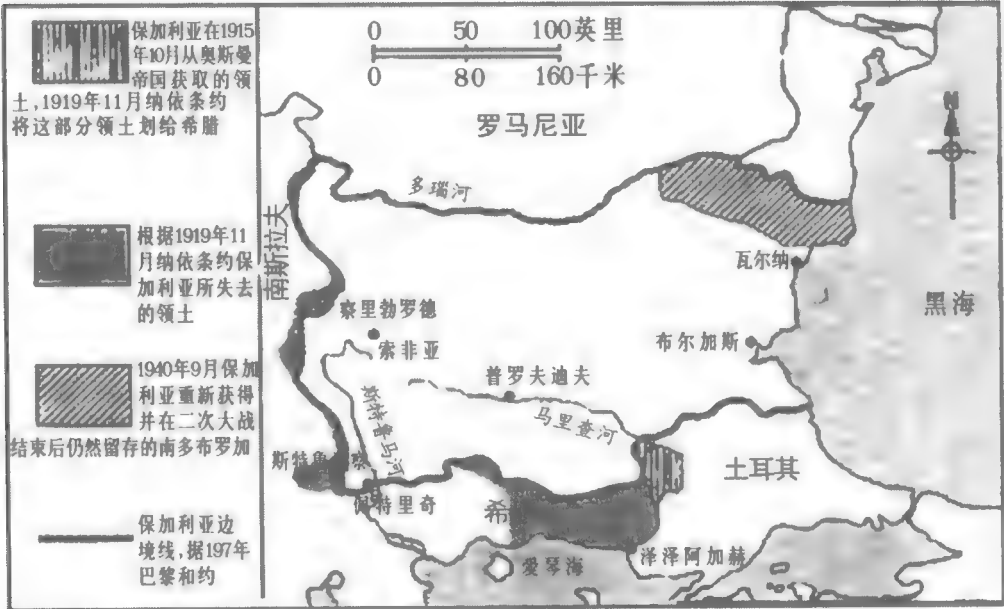 保加利亚在1915
年10月从奥斯曼
帝国获取的领
土,1919年11月纳依条约
将这部分领土划给希腊
根据1919年11
月纳依条约保
加利亚所失去
的领土
1940年9月保加
利亚重新获得
并在二次大战
结束后仍然留存的南多布罗加
保加利亚边
境线,据197年
巴黎和约
0 50 100英里
0 80 160千米
罗马尼亚
N
多瑙河
南斯拉夫
瓦尔纳
黑海
察里勃罗德
索非亚
布尔加斯
普罗夫迪夫
马里查河
斯特鲁马河
斯特鲁
土耳其
佩特里奇
希
泽泽阿加赫
爱琴海